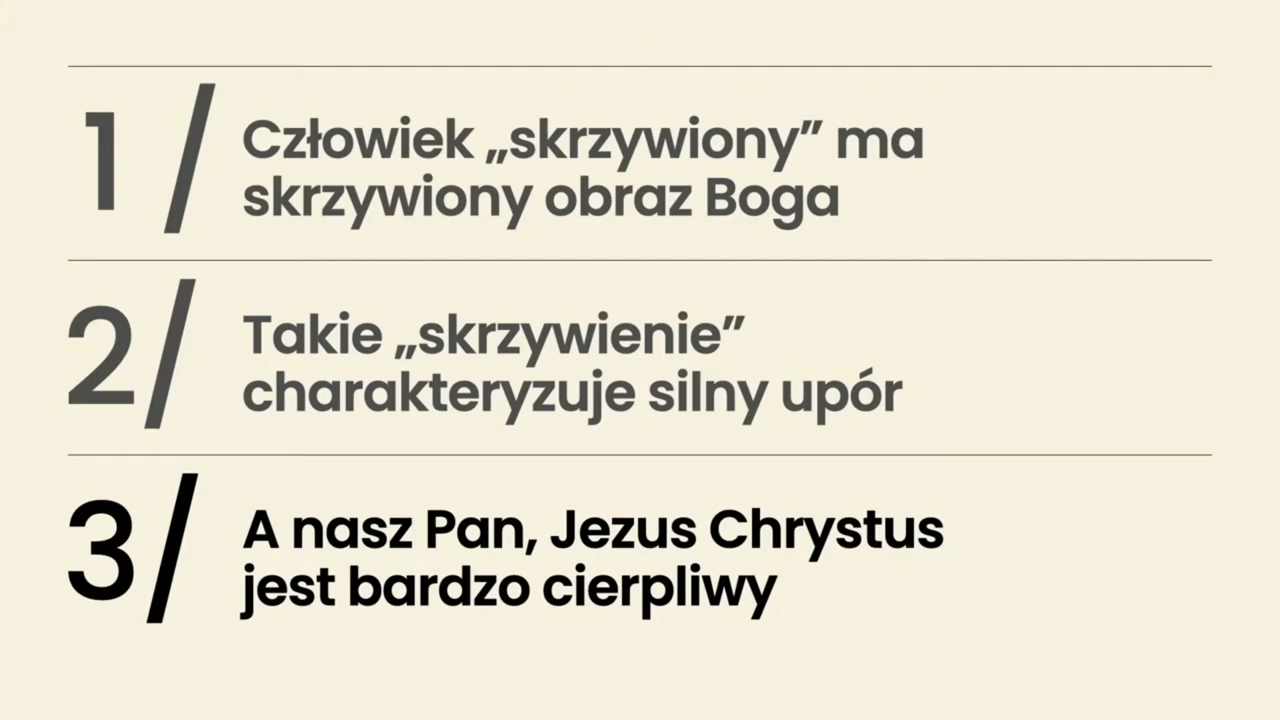 1/ Człowiek „skrzywiony” ma
skrzywiony obraz Boga
2/ Takie „skrzywienie”
charakteryzuje silny upór
3/ A nasz Pan, Jezus Chrystus
jest bardzo cierpliwy